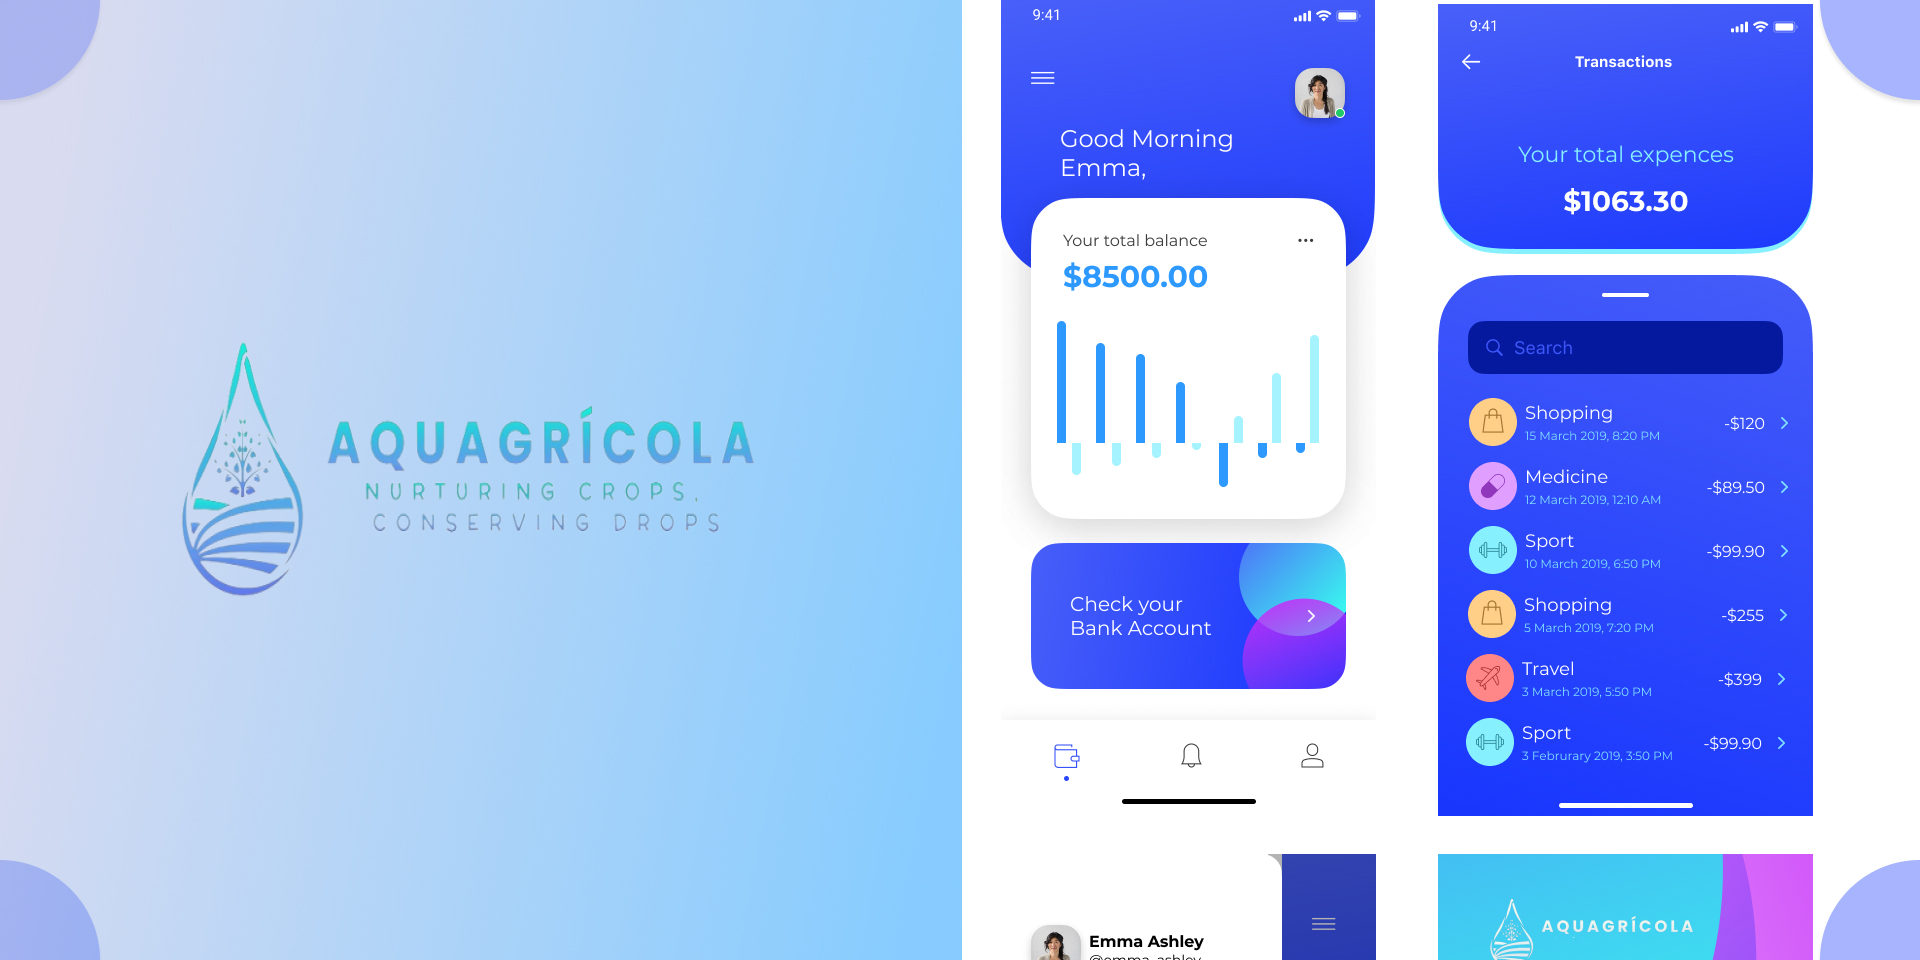 AQUAGRÍCOLA
NURTURING CROPS,
CONSERVING DROPS
9:41
Good Morning
Emma,
Your total balance
$8500.00
Check your
Bank Account
Emma Ashley
@emma_ashley
9:41
Transactions
Your total expences
$1063.30
Search
Shopping
15 March 2019, 8:20 PM
-$120
Medicine
12 March 2019, 12:10 AM
-$89.50
Sport
10 March 2019, 6:50 PM
-$99.90
Shopping
5 March 2019, 7:20 PM
-$255
Travel
3 March 2019, 5:50 PM
-$399
Sport
3 Februrary 2019, 3:50 PM
-$99.90
AQUAGRÍCOLA